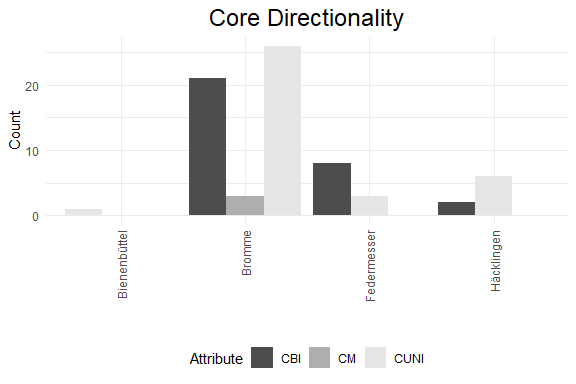 Core Directionality
Count
20
10
0
Bienenbüttel
Bromme
Federmesser
Häcklingen
Attribute CBI CM CUNI